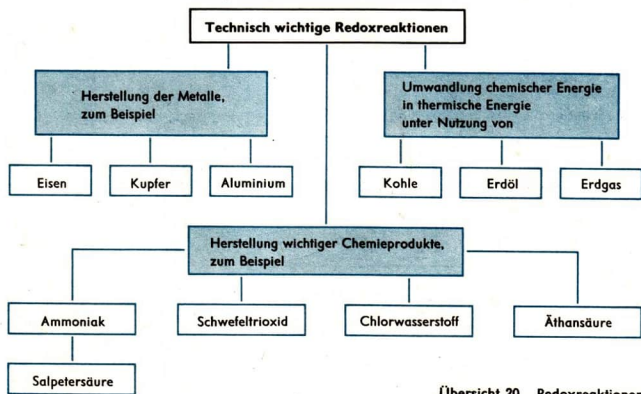 Technisch wichtige Redoxreaktionen
Herstellung der Metalle,
zum Beispiel
Umwandlung chemischer Energie
in thermische Energie
unter Nutzung von
Eisen
Kupfer
Aluminium
Kohle
Erdöl
Erdgas
Herstellung wichtiger Chemieprodukte,
zum Beispiel
Ammoniak
Schwefeltrioxid
Chlorwasserstoff
Äthansäure
Salpetersäure
Übersicht 20 Redoxreaktionen